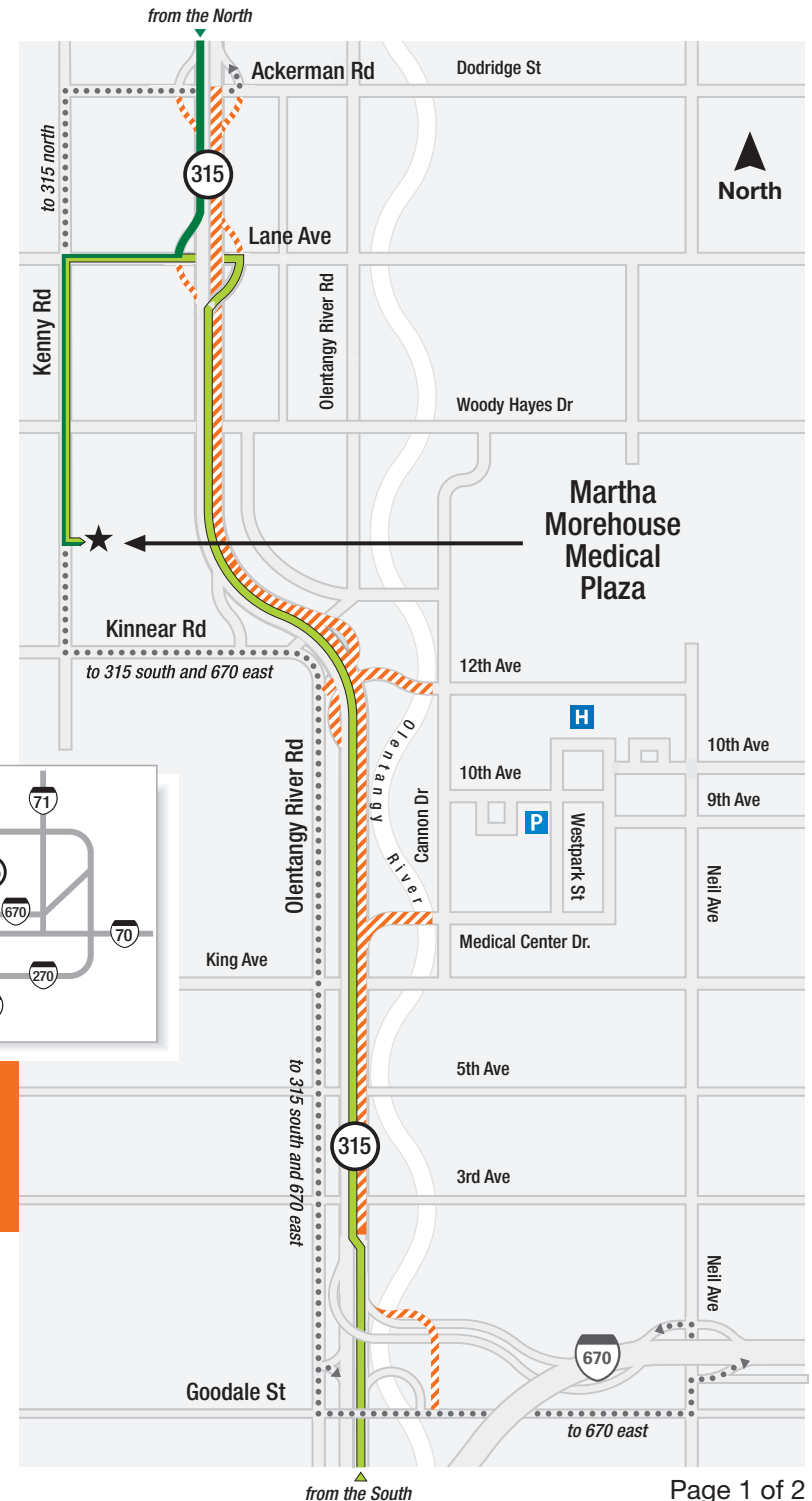 from the North
Ackerman Rd
Dodridge St
to 315 north
315
North
Lane Ave
Kenny Rd
Olentangy River Rd
Woody Hayes Dr
Martha
Morehouse
Medical
Plaza
Kinnear Rd
to 315 south and 670 east
12th Ave
H
Olentangy River
10th Ave
10th Ave
9th Ave
P
Cannon Dr
Westpark St
Olentangy River Rd
Neil Ave
71
670
70
270
Medical Center Dr.
King Ave
to 315 south and 670 east
5th Ave
315
3rd Ave
Neil Ave
670
Goodale St
to 670 east
from the South
Page 1 of 2